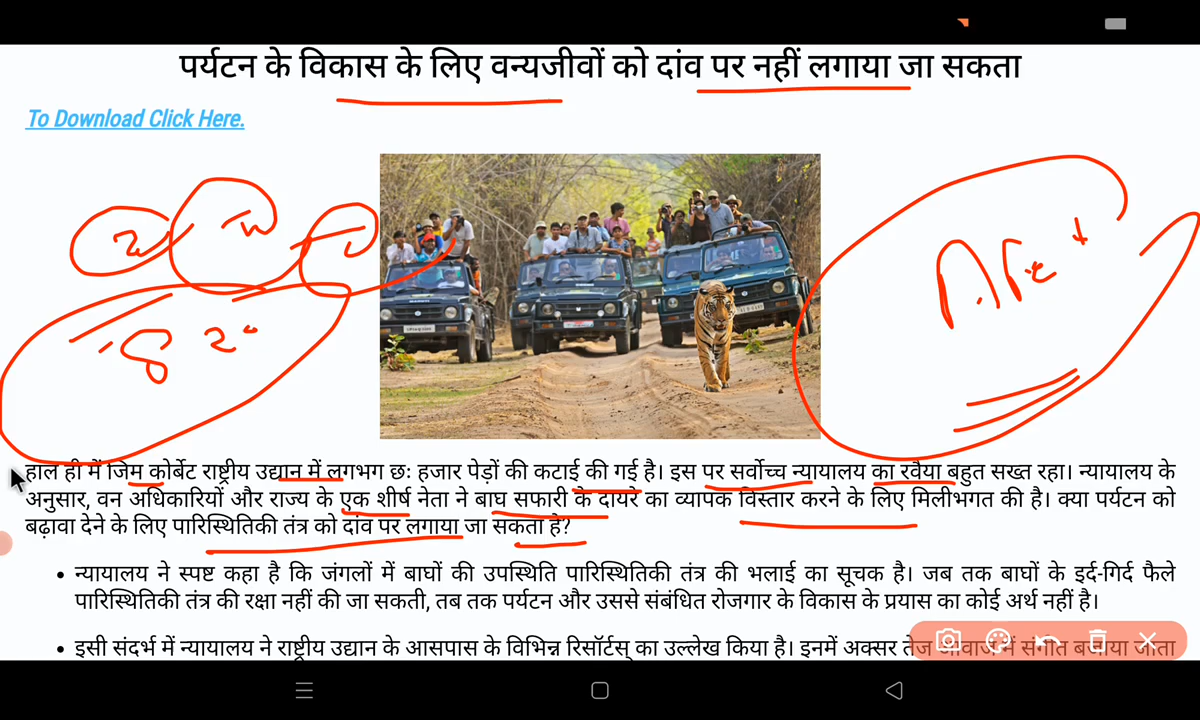 पर्यटन के विकास के लिए वन्यजीवों को दांव पर नहीं लगाया जा सकता
To Download Click Here.
हाल ही में जिम कोर्बेट राष्ट्रीय उद्यान में लगभग छः हजार पेड़ों की कटाई की गई है। इस पर सर्वोच्च न्यायालय का रवैया बहुत सख्त रहा। न्यायालय के
अनुसार, वन अधिकारियों और राज्य के एक शीर्ष नेता ने बाघ सफारी के दायरे का व्यापक विस्तार करने के लिए मिलीभगत की है। क्या पर्यटन को
बढ़ावा देने के लिए पारिस्थितिकी तंत्र को दांव पर लगाया जा सकता है?
• न्यायालय ने स्पष्ट कहा है कि जंगलों में बाघों की उपस्थिति पारिस्थितिकी तंत्र की भलाई का सूचक है। जब तक बाघों के इर्द-गिर्द फैले
पारिस्थितिकी तंत्र की रक्षा नहीं की जा सकती, तब तक पर्यटन और उससे संबंधित रोजगार के विकास के प्रयास का कोई अर्थ नहीं है।
• इसी संदर्भ में न्यायालय ने राष्ट्रीय उद्यान के आसपास के विभिन्न रिसॉर्टस् का उल्लेख किया है। इनमें अक्सर तेज आवाज में संगीत बजाया जाता